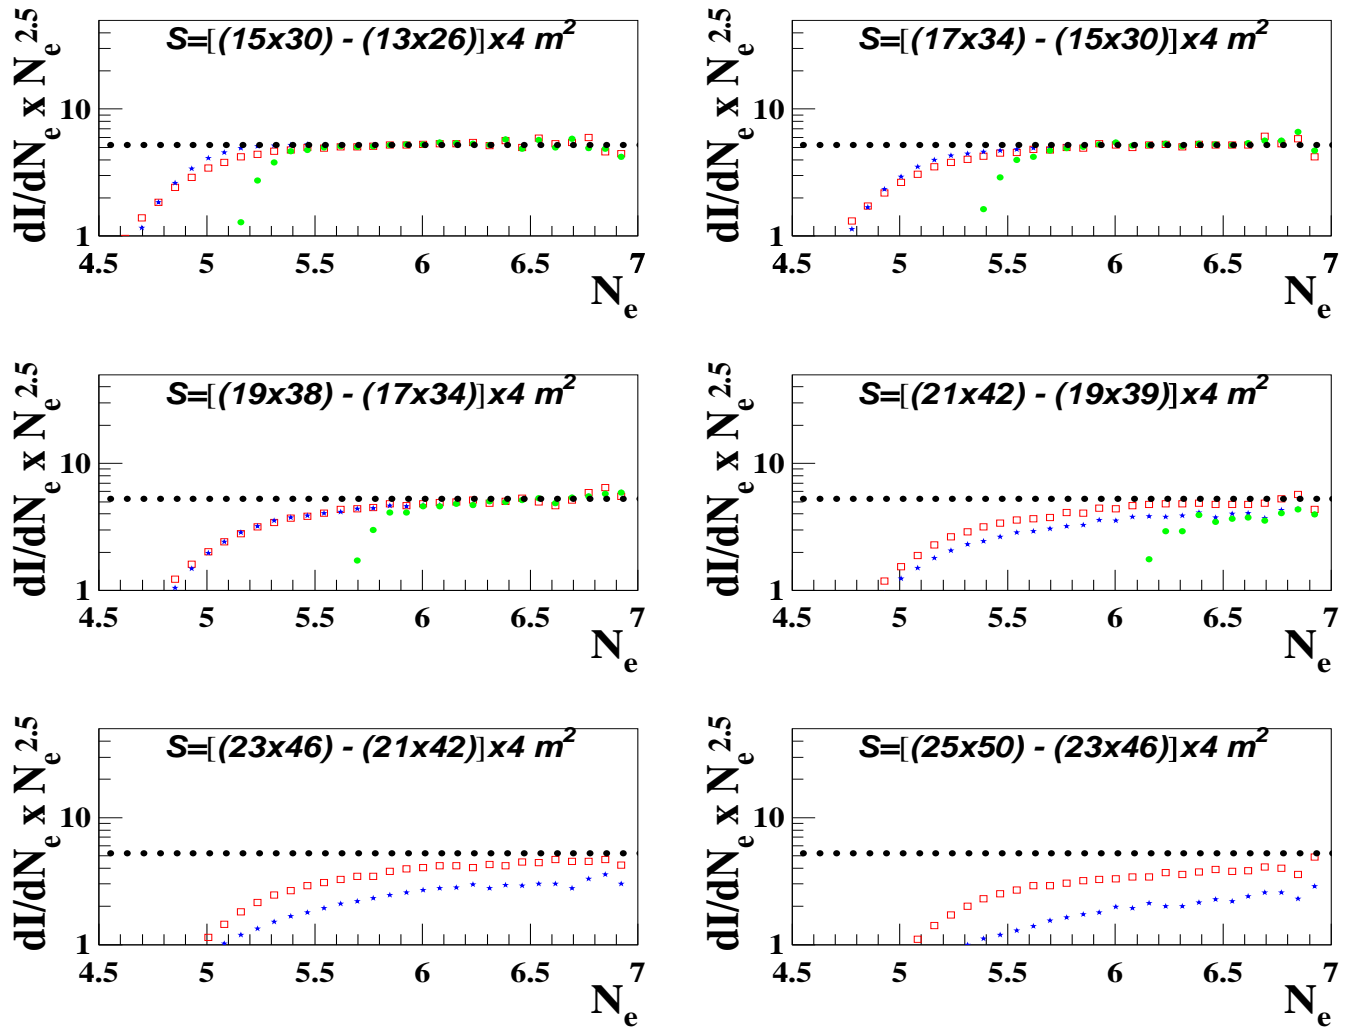 S=[(15x30) - (13x26)]x4 m²
dI/dNₑ x Nₑ²·⁵
10
1
4.5 5 5.5 6 6.5 7
Nₑ
S=[(17x34) - (15x30)]x4 m²
dI/dNₑ x Nₑ²·⁵
10
1
4.5 5 5.5 6 6.5 7
Nₑ
S=[(19x38) - (17x34)]x4 m²
dI/dNₑ x Nₑ²·⁵
10
1
4.5 5 5.5 6 6.5 7
Nₑ
S=[(21x42) - (19x39)]x4 m²
dI/dNₑ x Nₑ²·⁵
10
1
4.5 5 5.5 6 6.5 7
Nₑ
S=[(23x46) - (21x42)]x4 m²
dI/dNₑ x Nₑ²·⁵
10
1
4.5 5 5.5 6 6.5 7
Nₑ
S=[(25x50) - (23x46)]x4 m²
dI/dNₑ x Nₑ²·⁵
10
1
4.5 5 5.5 6 6.5 7
Nₑ